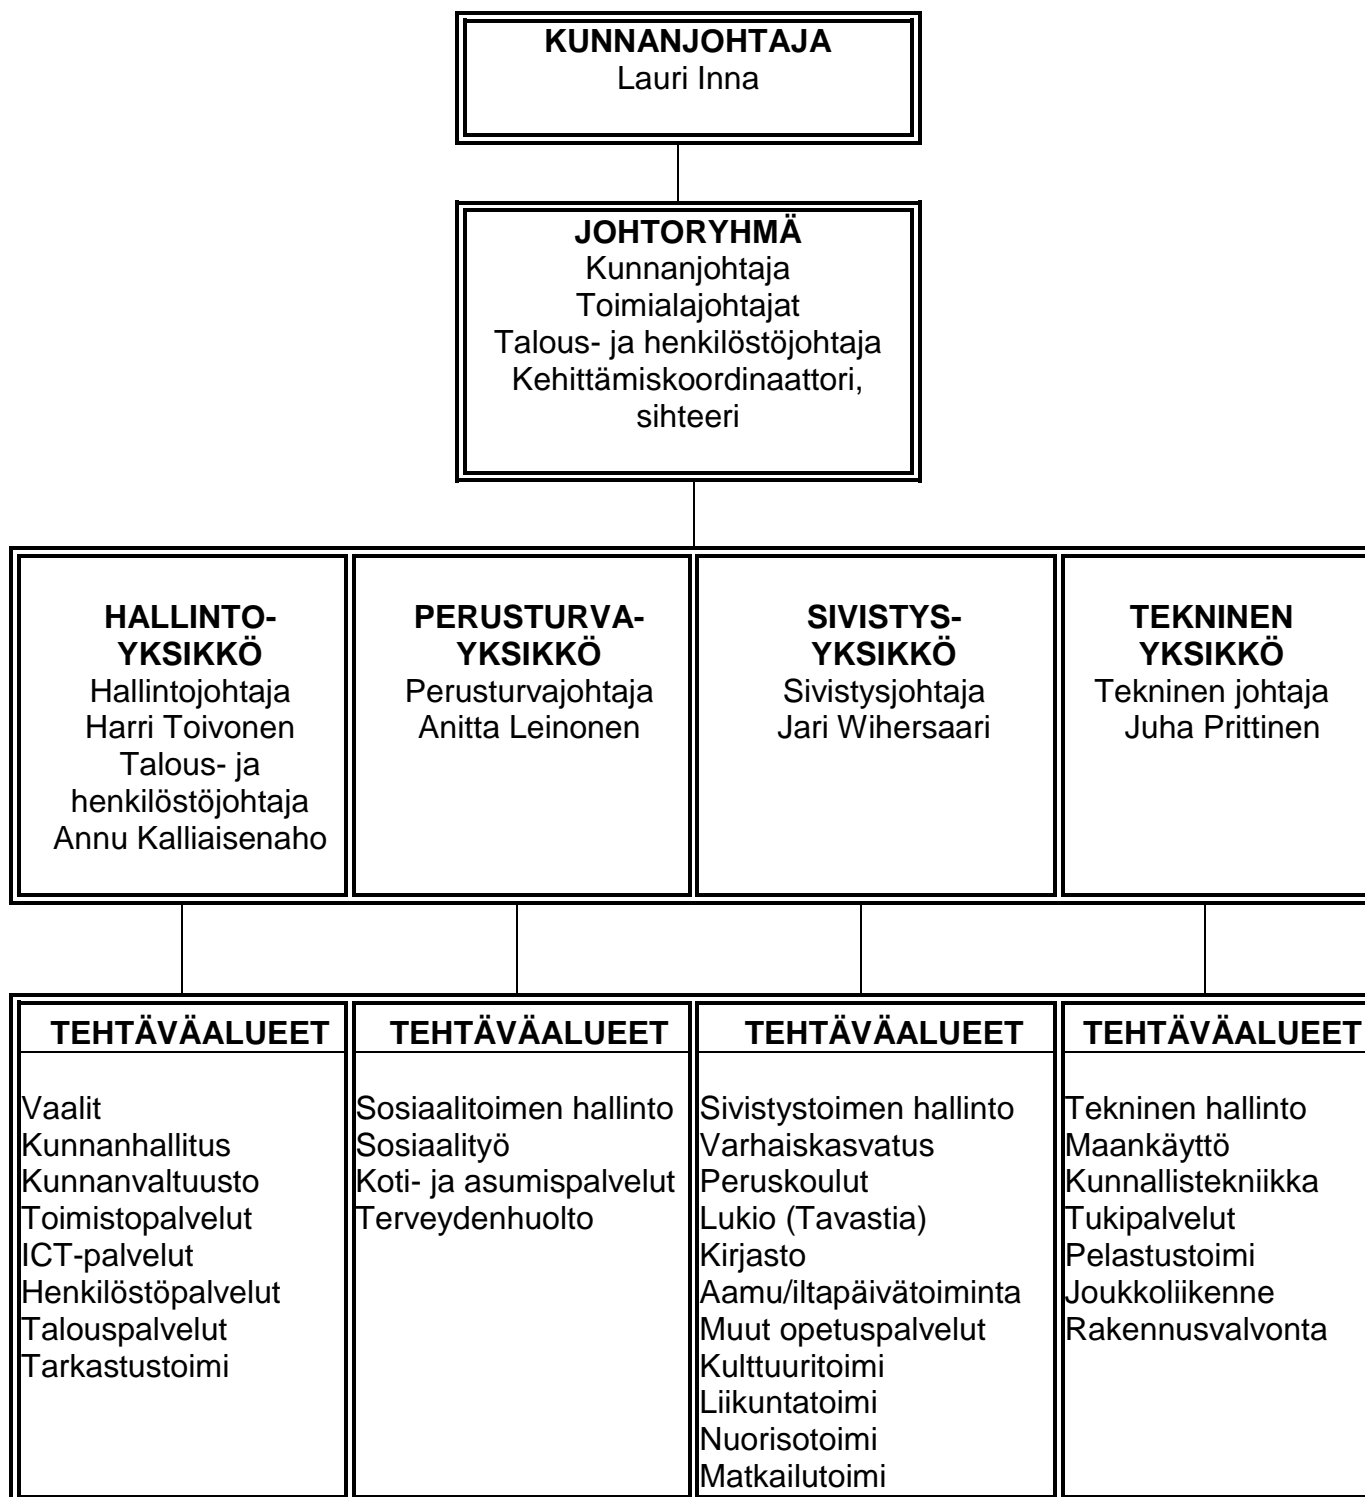 KUNNANJOHTAJA
Lauri Inna
JOHTORYHMÄ
Kunnanjohtaja
Toimialajohtajat
Talous- ja henkilöstöjohtaja
Kehittämiskoordinaattori,
sihteeri
HALLINTO-
YKSIKKÖ
Hallintojohtaja
Harri Toivonen
Talous- ja
henkilöstöjohtaja
Annu Kalliaisenaho
PERUSTURVA-
YKSIKKÖ
Perusturvajohtaja
Anitta Leinonen
SIVISTYS-
YKSIKKÖ
Sivistysjohtaja
Jari Wihersaari
TEKNINEN
YKSIKKÖ
Tekninen johtaja
Juha Prittinen
TEHTÄVÄALUEET
Vaalit
Kunnanhallitus
Kunnanvaltuusto
Toimistopalvelut
ICT-palvelut
Henkilöstöpalvelut
Talouspalvelut
Tarkastustoimi
TEHTÄVÄALUEET
Sosiaalitoimen hallinto
Sosiaalityö
Koti- ja asumispalvelut
Terveydenhuolto
TEHTÄVÄALUEET
Sivistystoimen hallinto
Varhaiskasvatus
Peruskoulut
Lukio (Tavastia)
Kirjasto
Aamu/iltapäivätoiminta
Muut opetuspalvelut
Kulttuuritoimi
Liikuntatoimi
Nuorisotoimi
Matkailutoimi
TEHTÄVÄALUEET
Tekninen hallinto
Maankäyttö
Kunnallistekniikka
Tukipalvelut
Pelastustoimi
Joukkoliikenne
Rakennusvalvonta